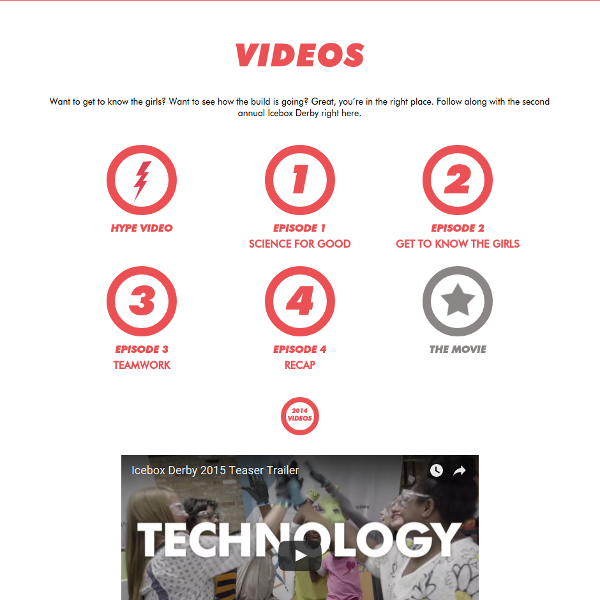 VIDEOS
Want to get to know the girls? Want to see how the build is going? Great, you're in the right place. Follow along with the second
annual Icebox Derby right here.
1
2
HYPE VIDEO
EPISODE 1
EPISODE 2
SCIENCE FOR GOOD
GET TO KNOW THE GIRLS
3
4
EPISODE 3
EPISODE 4
THE MOVIE
TEAMWORK
RECAP
2014
VIDEOS
Icebox Derby 2015 Teaser Trailer
TECHNOLOGY